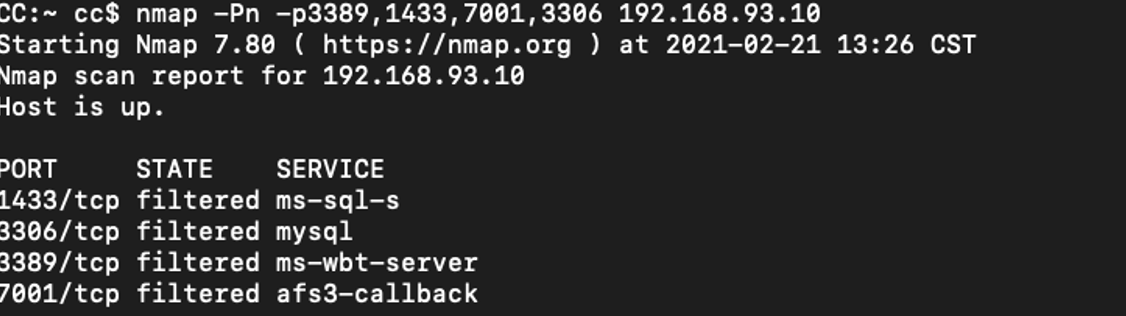 CC:~ cc$ nmap -Pn -p3389,1433,7001,3306 192.168.93.10
Starting Nmap 7.80 ( https://nmap.org ) at 2021-02-21 13:26 CST
Nmap scan report for 192.168.93.10
Host is up.
PORT     STATE    SERVICE
1433/tcp filtered ms-sql-s
3306/tcp filtered mysql
3389/tcp filtered ms-wbt-server
7001/tcp filtered afs3-callback